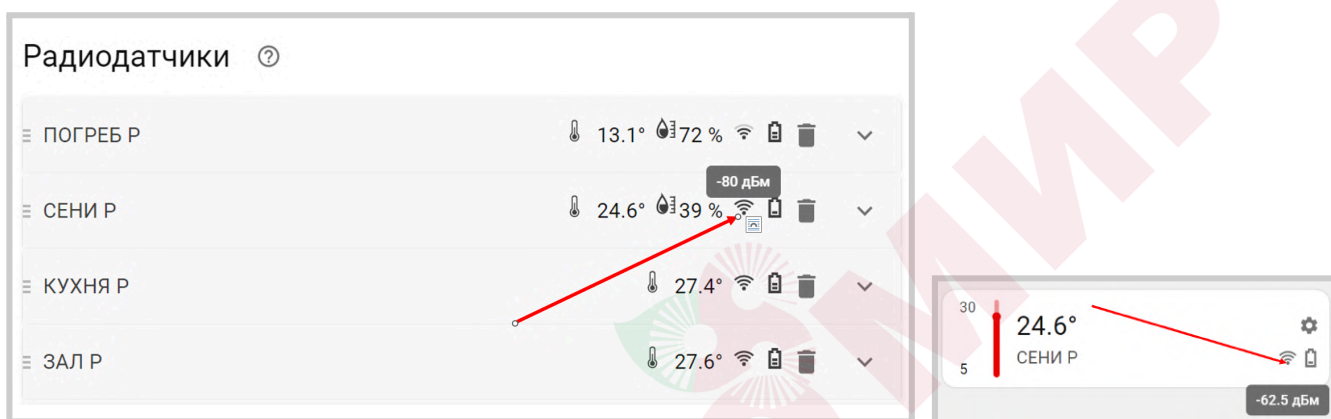 Радиодатчики ?
ПОГРЕБ Р 13.1° 72 %
-80 дБм
СЕНИ Р 24.6° 39 %
КУХНЯ Р 27.4°
ЗАЛ Р 27.6°
30
24.6°
СЕНИ Р
5
-62.5 дБм
МИР